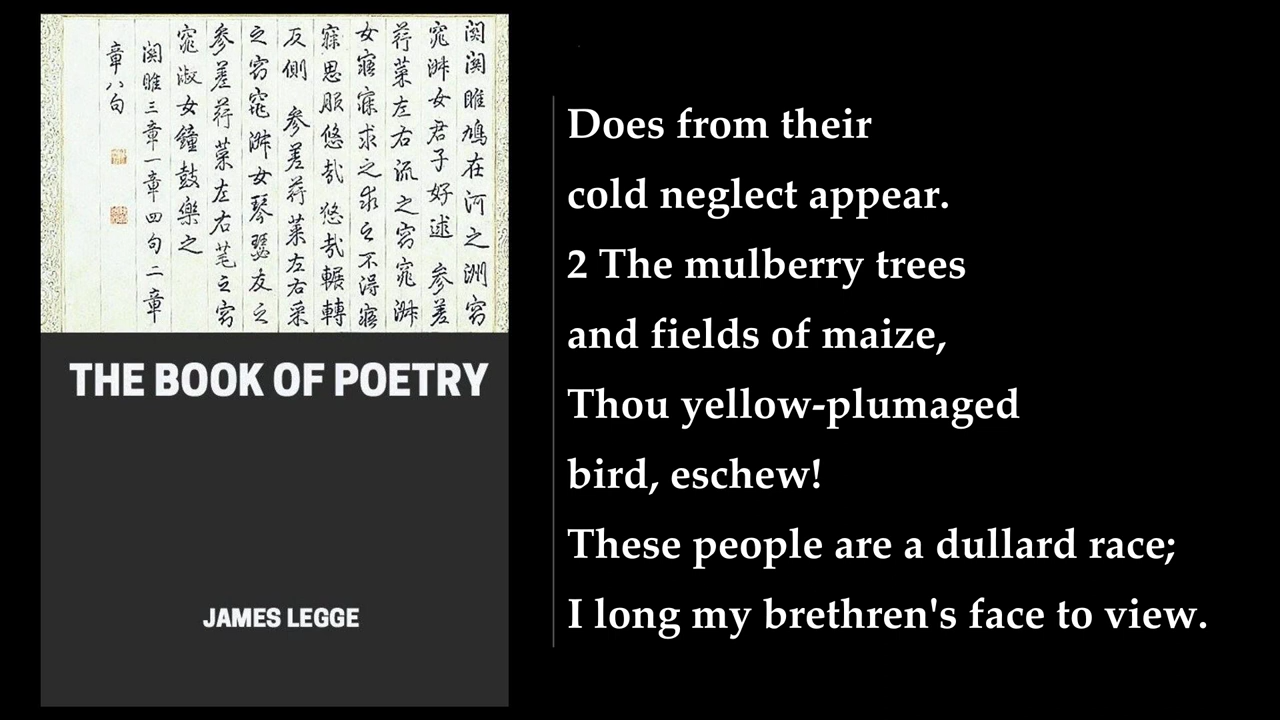 關關雎鳩在河之洲窈
窕淑女君子好逑 參差
荇菜左右流之窈窕淑
女寤寐求之求之不得寤
寐思服悠哉悠哉輾轉
反側 參差荇菜左右采
之窈窕淑女琴瑟友之
參差荇菜左右芼之窈
窕淑女鐘鼓樂之
關雎三章一章四句二章
章八句
THE BOOK OF POETRY
JAMES LEGGE
Does from their
cold neglect appear.
2 The mulberry trees
and fields of maize,
Thou yellow-plumaged
bird, eschew!
These people are a dullard race;
I long my brethren's face to view.